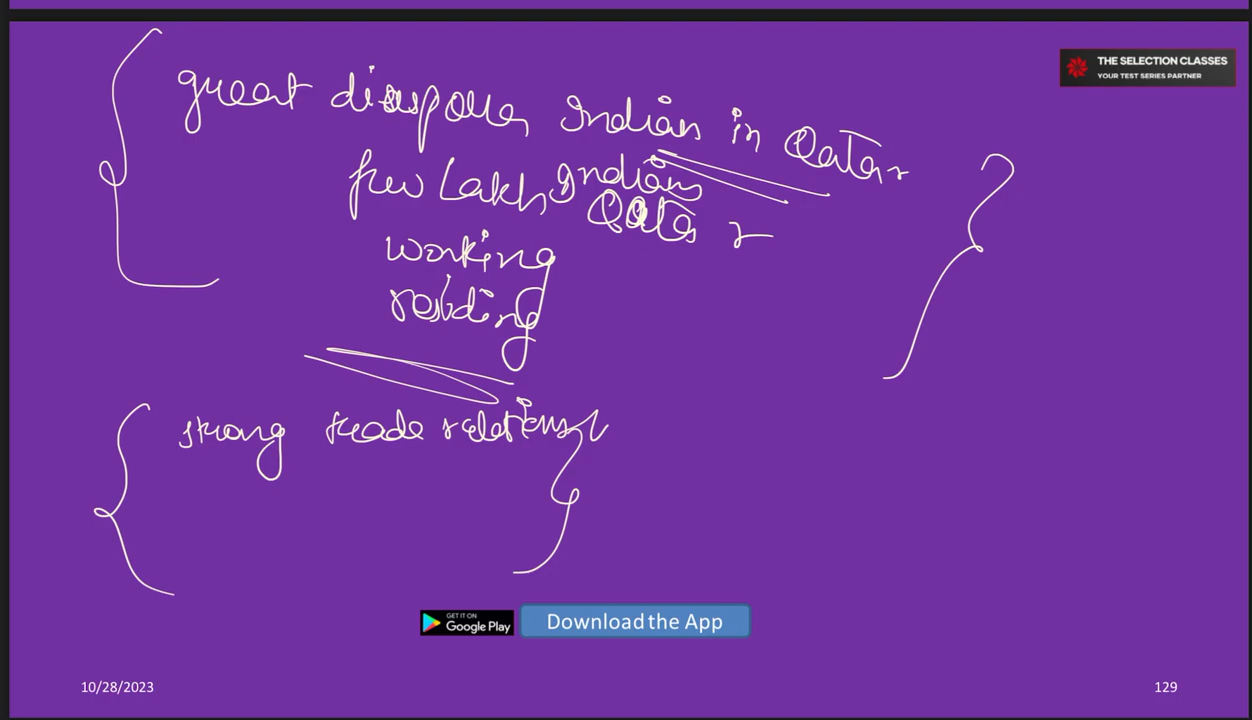 THE SELECTION CLASSES
YOUR TEST SERIES PARTNER
great diaspora Indian in Qatar
few Lakh Indians
Qatar
working
residing
strong trade relations
GET IT ON
Google Play
Download the App
10/28/2023
129